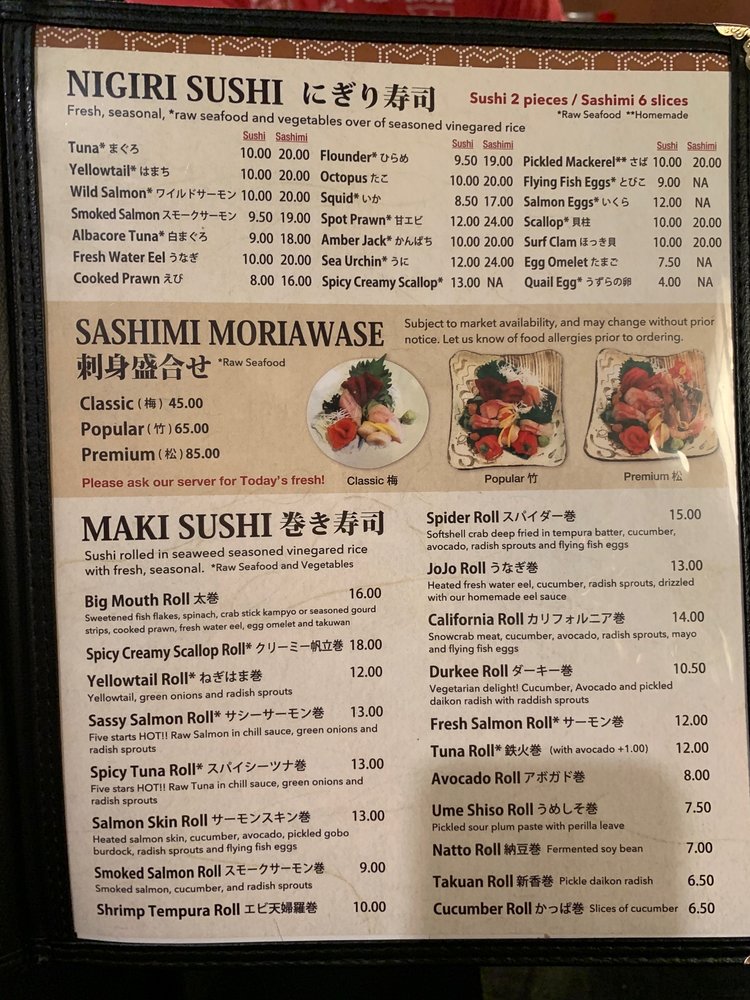 NIGIRI SUSHI にぎり寿司
Sushi 2 pieces / Sashimi 6 slices
Fresh, seasonal, *raw seafood and vegetables over of seasoned vinegared rice
*Raw Seafood **Homemade
Sushi Sashimi
Tuna* まぐろ 10.00 20.00
Yellowtail* はまち 10.00 20.00
Wild Salmon* ワイルドサーモン 10.00 20.00
Smoked Salmon スモークサーモン 9.50 19.00
Albacore Tuna* 白まぐろ 9.00 18.00
Fresh Water Eel うなぎ 10.00 20.00
Cooked Prawn えび 8.00 16.00
Sushi Sashimi
Flounder* ひらめ 9.50 19.00
Octopus たこ 10.00 20.00
Squid* いか 8.50 17.00
Spot Prawn* 甘エビ 12.00 24.00
Amber Jack* かんぱち 10.00 20.00
Sea Urchin* うに 12.00 24.00
Spicy Creamy Scallop* 13.00 NA
Sushi Sashimi
Pickled Mackerel** さば 10.00 20.00
Flying Fish Eggs* とびこ 9.00 NA
Salmon Eggs* いくら 12.00 NA
Scallop* 貝柱 10.00 20.00
Surf Clam ほっき貝 10.00 20.00
Egg Omelet たまご 7.50 NA
Quail Egg* うずらの卵 4.00 NA
SASHIMI MORIAWASE
刺身盛合せ *Raw Seafood
Subject to market availability, and may change without prior
notice. Let us know of food allergies prior to ordering.
Classic (梅) 45.00
Popular (竹) 65.00
Premium (松) 85.00
Please ask our server for Today's fresh!
Classic 梅
Popular 竹
Premium 松
MAKI SUSHI 巻き寿司
Sushi rolled in seaweed seasoned vinegared rice
with fresh, seasonal. *Raw Seafood and Vegetables
Big Mouth Roll 太巻 16.00
Sweetened fish flakes, spinach, crab stick kampyo or seasoned gourd
strips, cooked prawn, fresh water eel, egg omelet and takuwan
Spicy Creamy Scallop Roll* クリーミー帆立巻 18.00
Yellowtail Roll* ねぎはま巻 12.00
Yellowtail, green onions and radish sprouts
Sassy Salmon Roll* サシーサーモン巻 13.00
Five starts HOT!! Raw Salmon in chill sauce, green onions and
radish sprouts
Spicy Tuna Roll* スパイシーツナ巻 13.00
Five stars HOT!! Raw Tuna in chill sauce, green onions and
radish sprouts
Salmon Skin Roll サーモンスキン巻 13.00
Heated salmon skin, cucumber, avocado, pickled gobo
burdock, radish sprouts and flying fish eggs
Smoked Salmon Roll スモークサーモン巻 9.00
Smoked salmon, cucumber, and radish sprouts
Shrimp Tempura Roll エビ天婦羅巻 10.00
Spider Roll スパイダー巻 15.00
Softshell crab deep fried in tempura batter, cucumber,
avocado, radish sprouts and flying fish eggs
JoJo Roll うなぎ巻 13.00
Heated fresh water eel, cucumber, radish sprouts, drizzled
with our homemade eel sauce
California Roll カリフォルニア巻 14.00
Snowcrab meat, cucumber, avocado, radish sprouts, mayo
and flying fish eggs
Durkee Roll ダーキー巻 10.50
Vegetarian delight! Cucumber, Avocado and pickled
daikon radish with raddish sprouts
Fresh Salmon Roll* サーモン巻 12.00
Tuna Roll* 鉄火巻 (with avocado +1.00) 12.00
Avocado Roll アボガド巻 8.00
Ume Shiso Roll うめしそ巻 7.50
Pickled sour plum paste with perilla leave
Natto Roll 納豆巻 Fermented soy bean 7.00
Takuan Roll 新香巻 Pickle daikon radish 6.50
Cucumber Roll かっぱ巻 Slices of cucumber 6.50